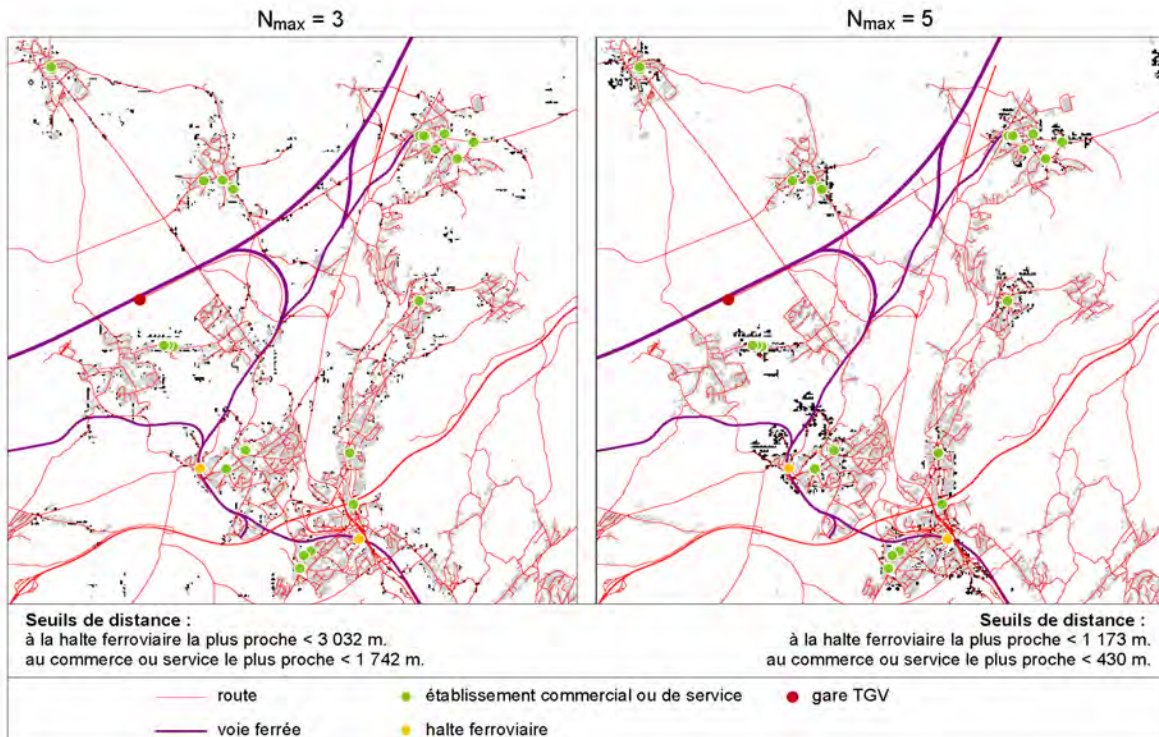 Nmax = 3
Nmax = 5
Seuils de distance :
à la halte ferroviaire la plus proche < 3 032 m.
au commerce ou service le plus proche < 1 742 m.
Seuils de distance :
à la halte ferroviaire la plus proche < 1 173 m.
au commerce ou service le plus proche < 430 m.
route
établissement commercial ou de service
gare TGV
voie ferrée
halte ferroviaire